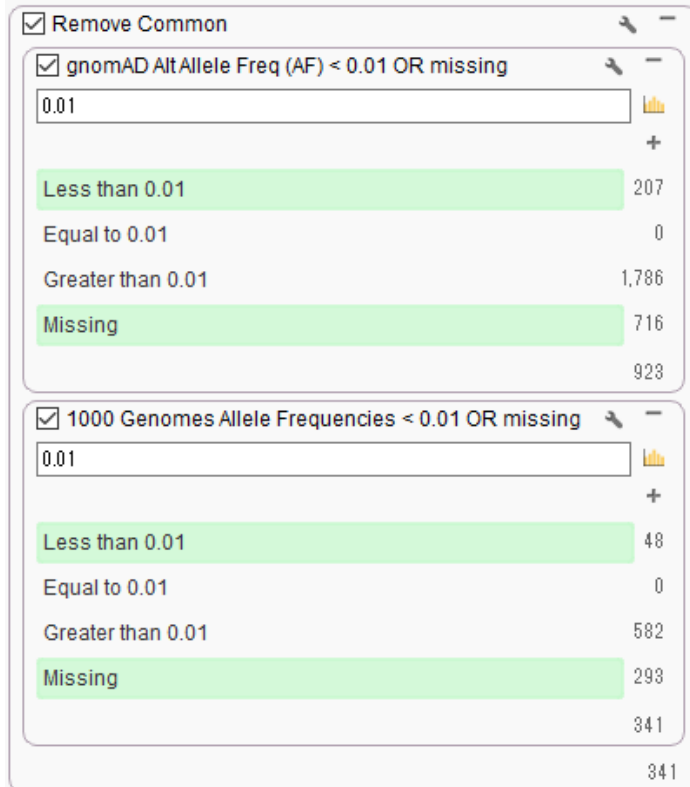 Remove Common
gnomAD Alt Allele Freq (AF) < 0.01 OR missing
0.01
Less than 0.01 207
Equal to 0.01 0
Greater than 0.01 1,786
Missing 716
923
1000 Genomes Allele Frequencies < 0.01 OR missing
0.01
Less than 0.01 48
Equal to 0.01 0
Greater than 0.01 582
Missing 293
341
341